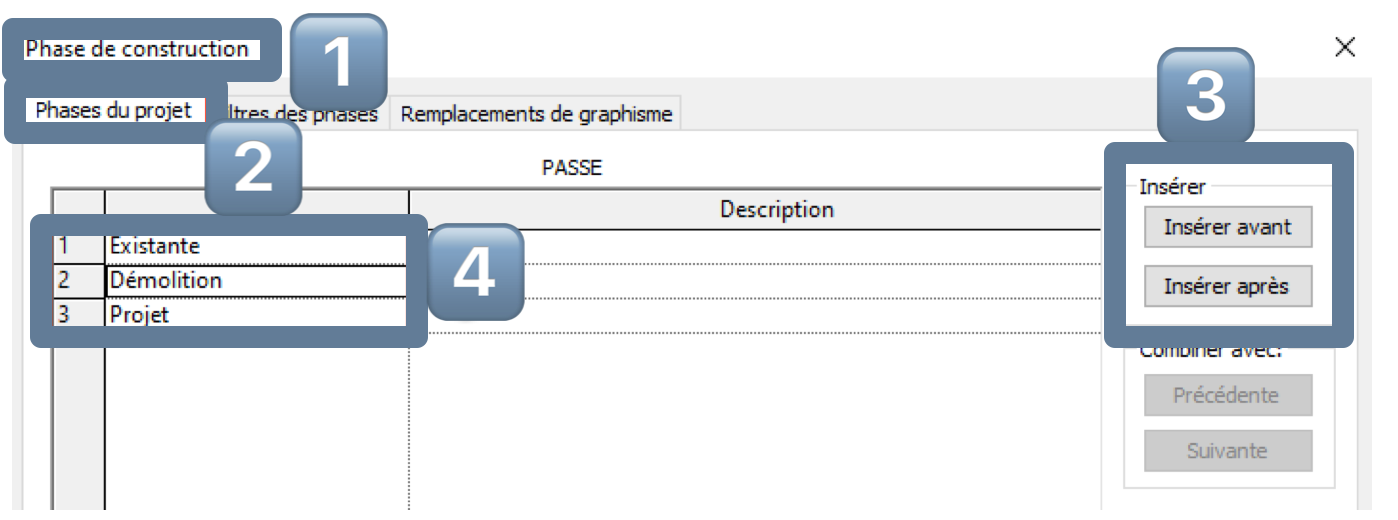 Phase de construction
1
Phases du projet
ltres des phases
Remplacements de graphisme
2
3
PASSE
Description
1 Existante
2 Démolition
3 Projet
4
Insérer
Insérer avant
Insérer après
Combiner avec:
Précédente
Suivante